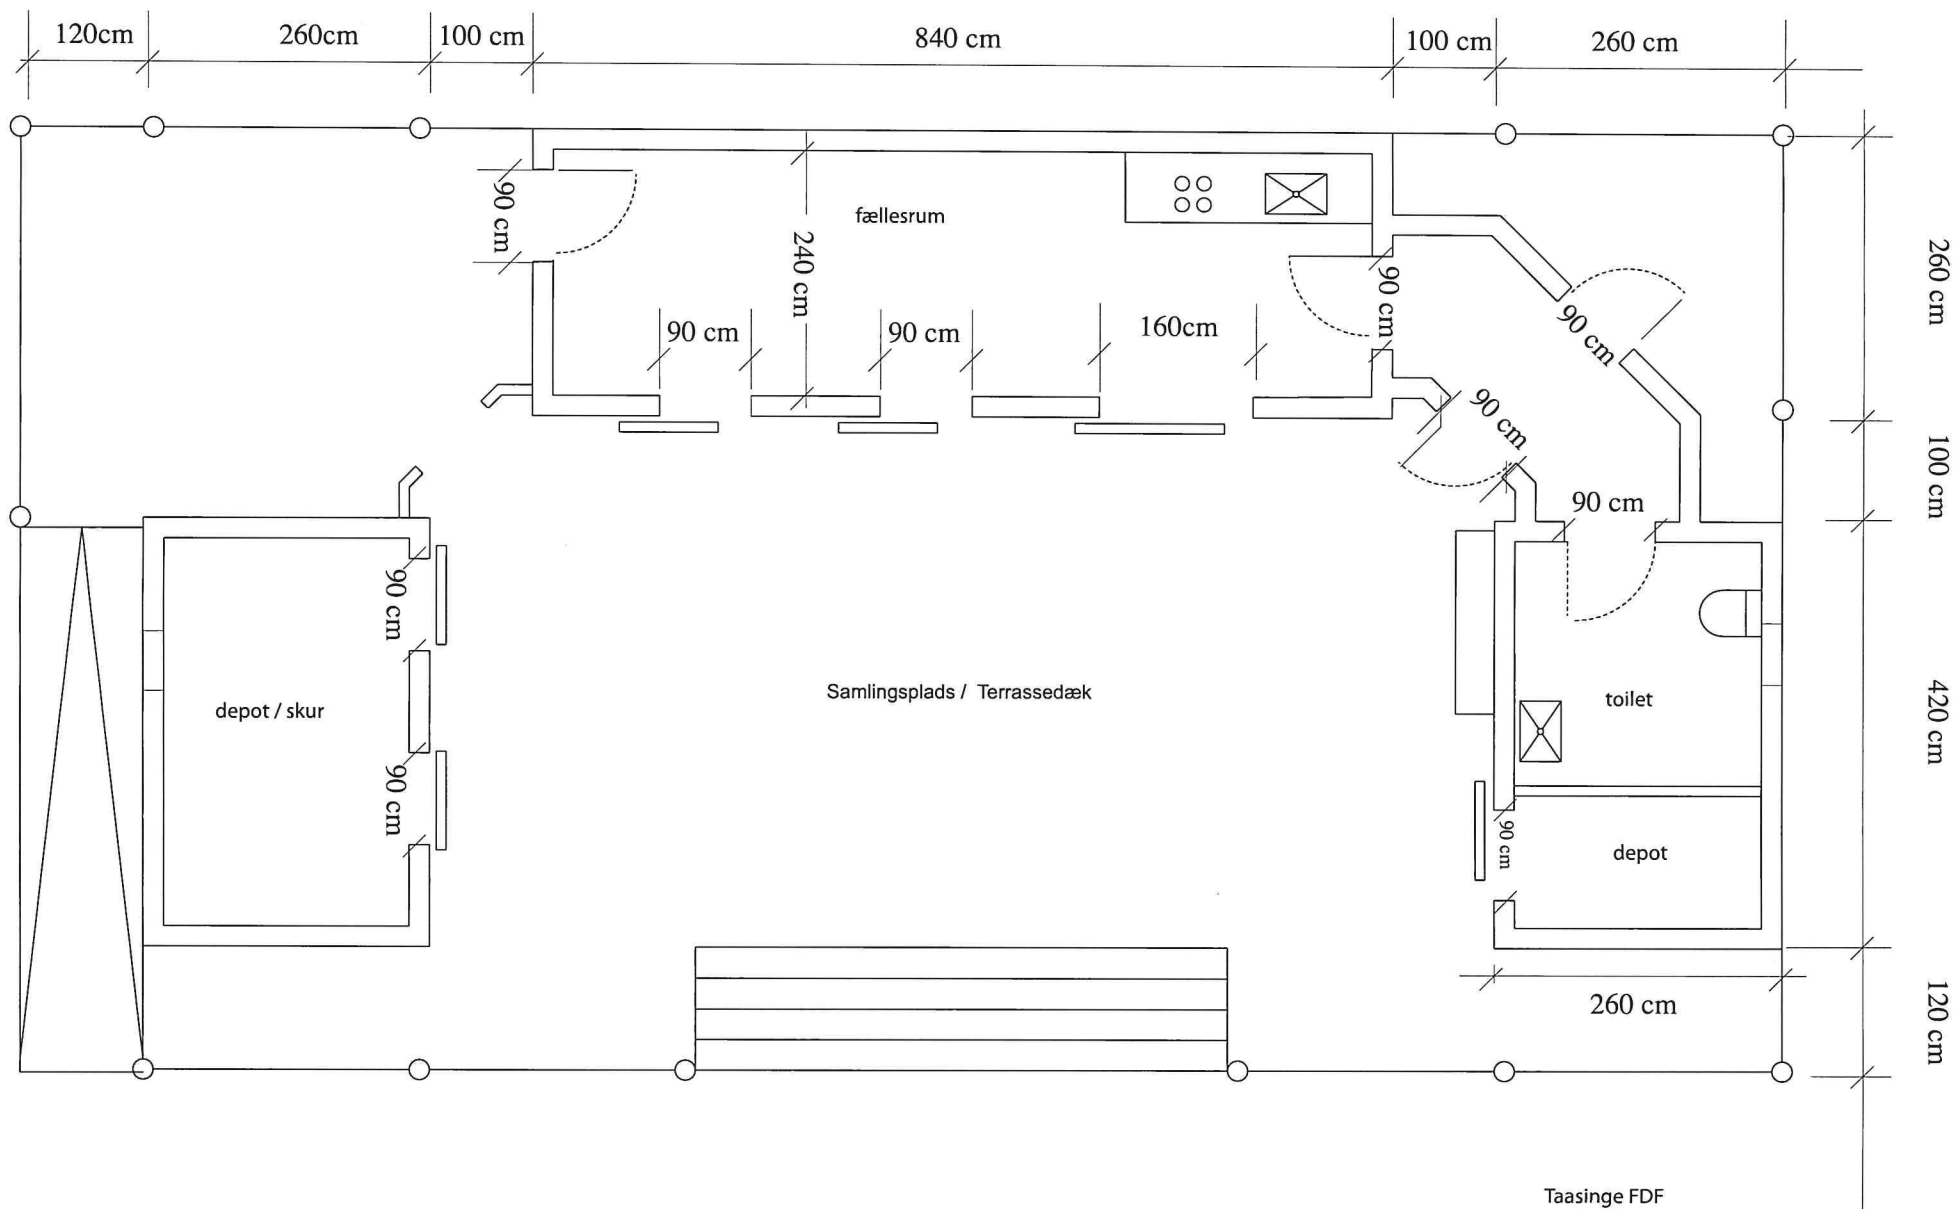 120cm
260cm
100 cm
840 cm
100 cm
260 cm
90 cm
fællesrum
240 cm
90 cm
90 cm
160cm
90 cm
90 cm
90 cm
90 cm
260 cm
100 cm
420 cm
120 cm
90 cm
90 cm
depot / skur
Samlingsplads / Terrassedæk
toilet
90 cm
depot
260 cm
Taasinge FDF